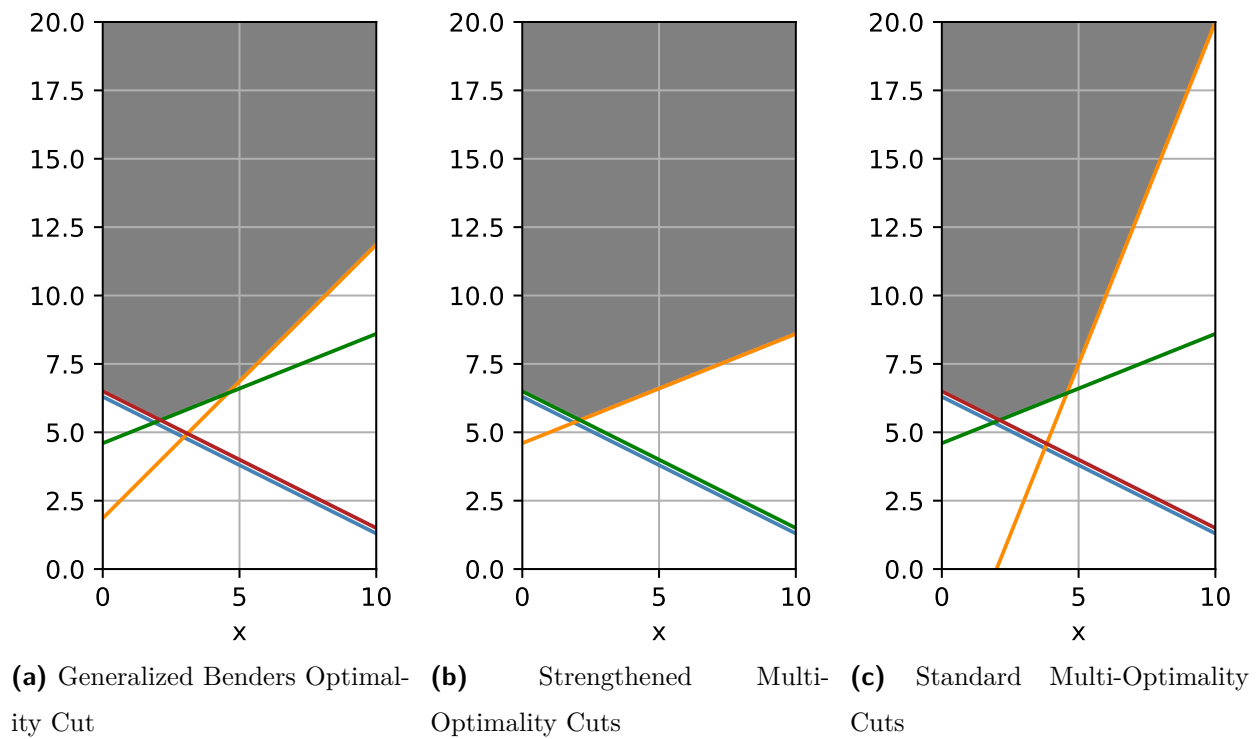 20.0
17.5
15.0
12.5
10.0
7.5
5.0
2.5
0.0
0 5 10
x
20.0
17.5
15.0
12.5
10.0
7.5
5.0
2.5
0.0
0 5 10
x
20.0
17.5
15.0
12.5
10.0
7.5
5.0
2.5
0.0
0 5 10
x
(a) Generalized Benders Optimal-
ity Cut
(b) Strengthened Multi-
Optimality Cuts
(c) Standard Multi-Optimality
Cuts